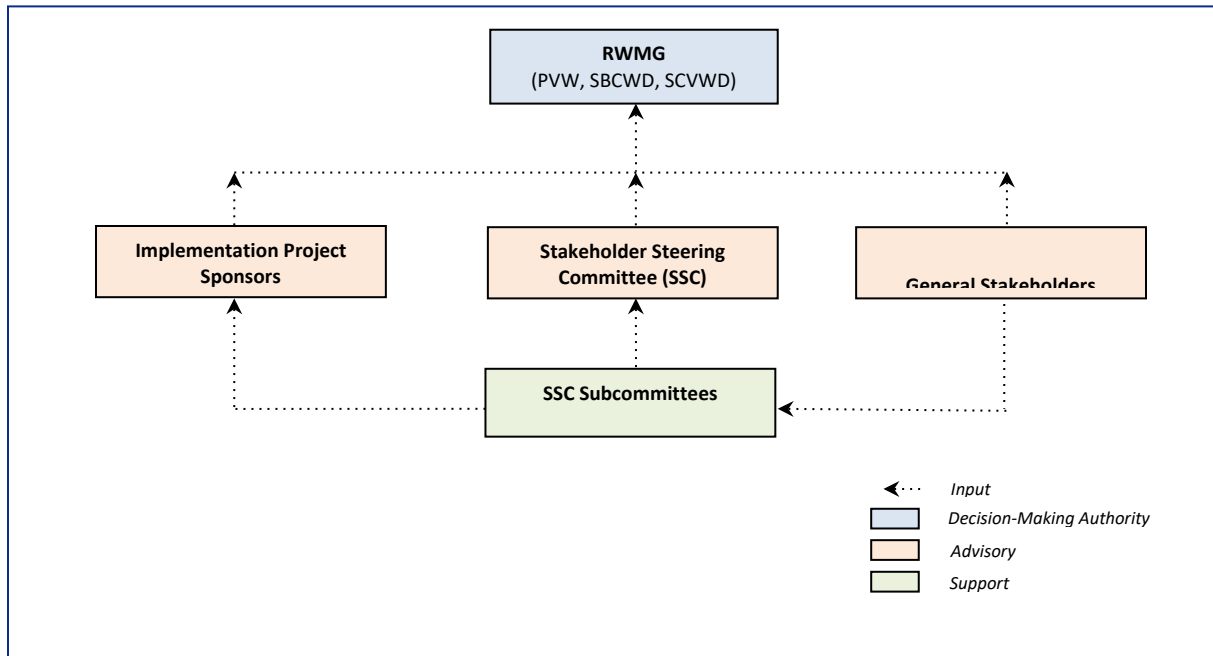 RWMG
(PVW, SBCWD, SCVWD)
Implementation Project
Sponsors
Stakeholder Steering
Committee (SSC)
General Stakeholders
SSC Subcommittees
Input
Decision-Making Authority
Advisory
Support